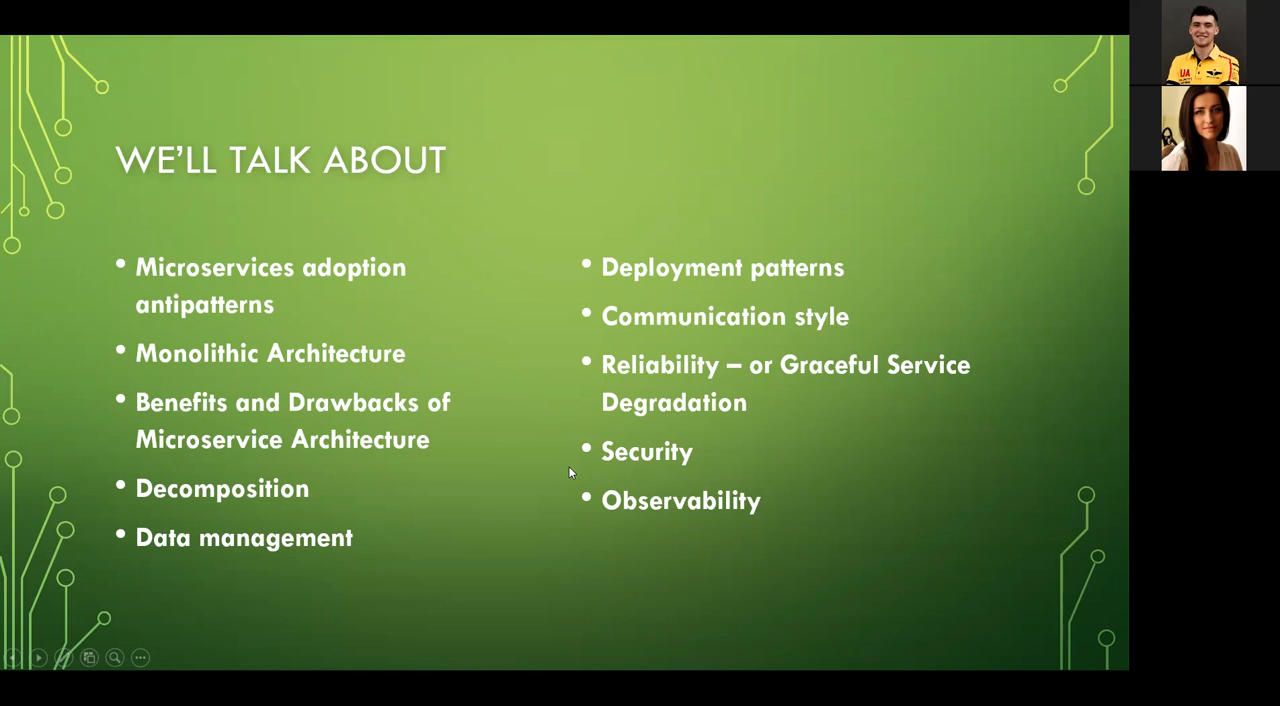 WE’LL TALK ABOUT
• Microservices adoption
antipatterns
• Monolithic Architecture
• Benefits and Drawbacks of
Microservice Architecture
• Decomposition
• Data management
• Deployment patterns
• Communication style
• Reliability – or Graceful Service
Degradation
• Security
• Observability
UA